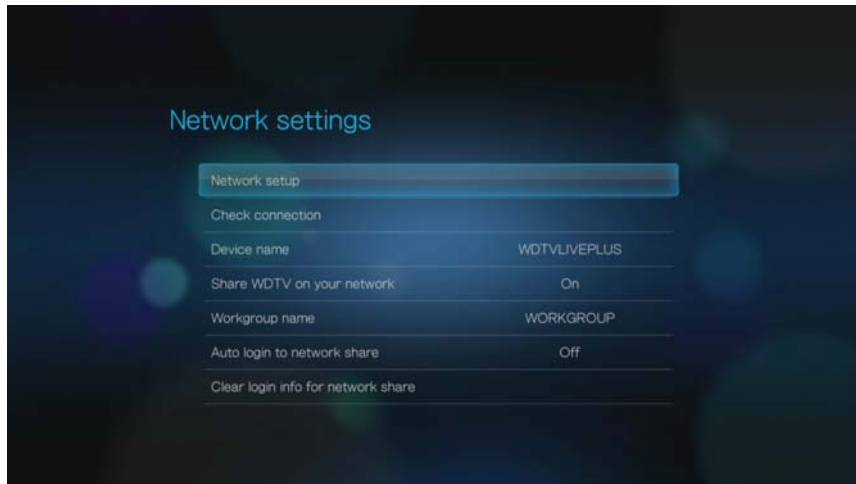 Network settings
Network setup
Check connection
Device name WDTVLIVEPLUS
Share WDTV on your network On
Workgroup name WORKGROUP
Auto login to network share Off
Clear login info for network share